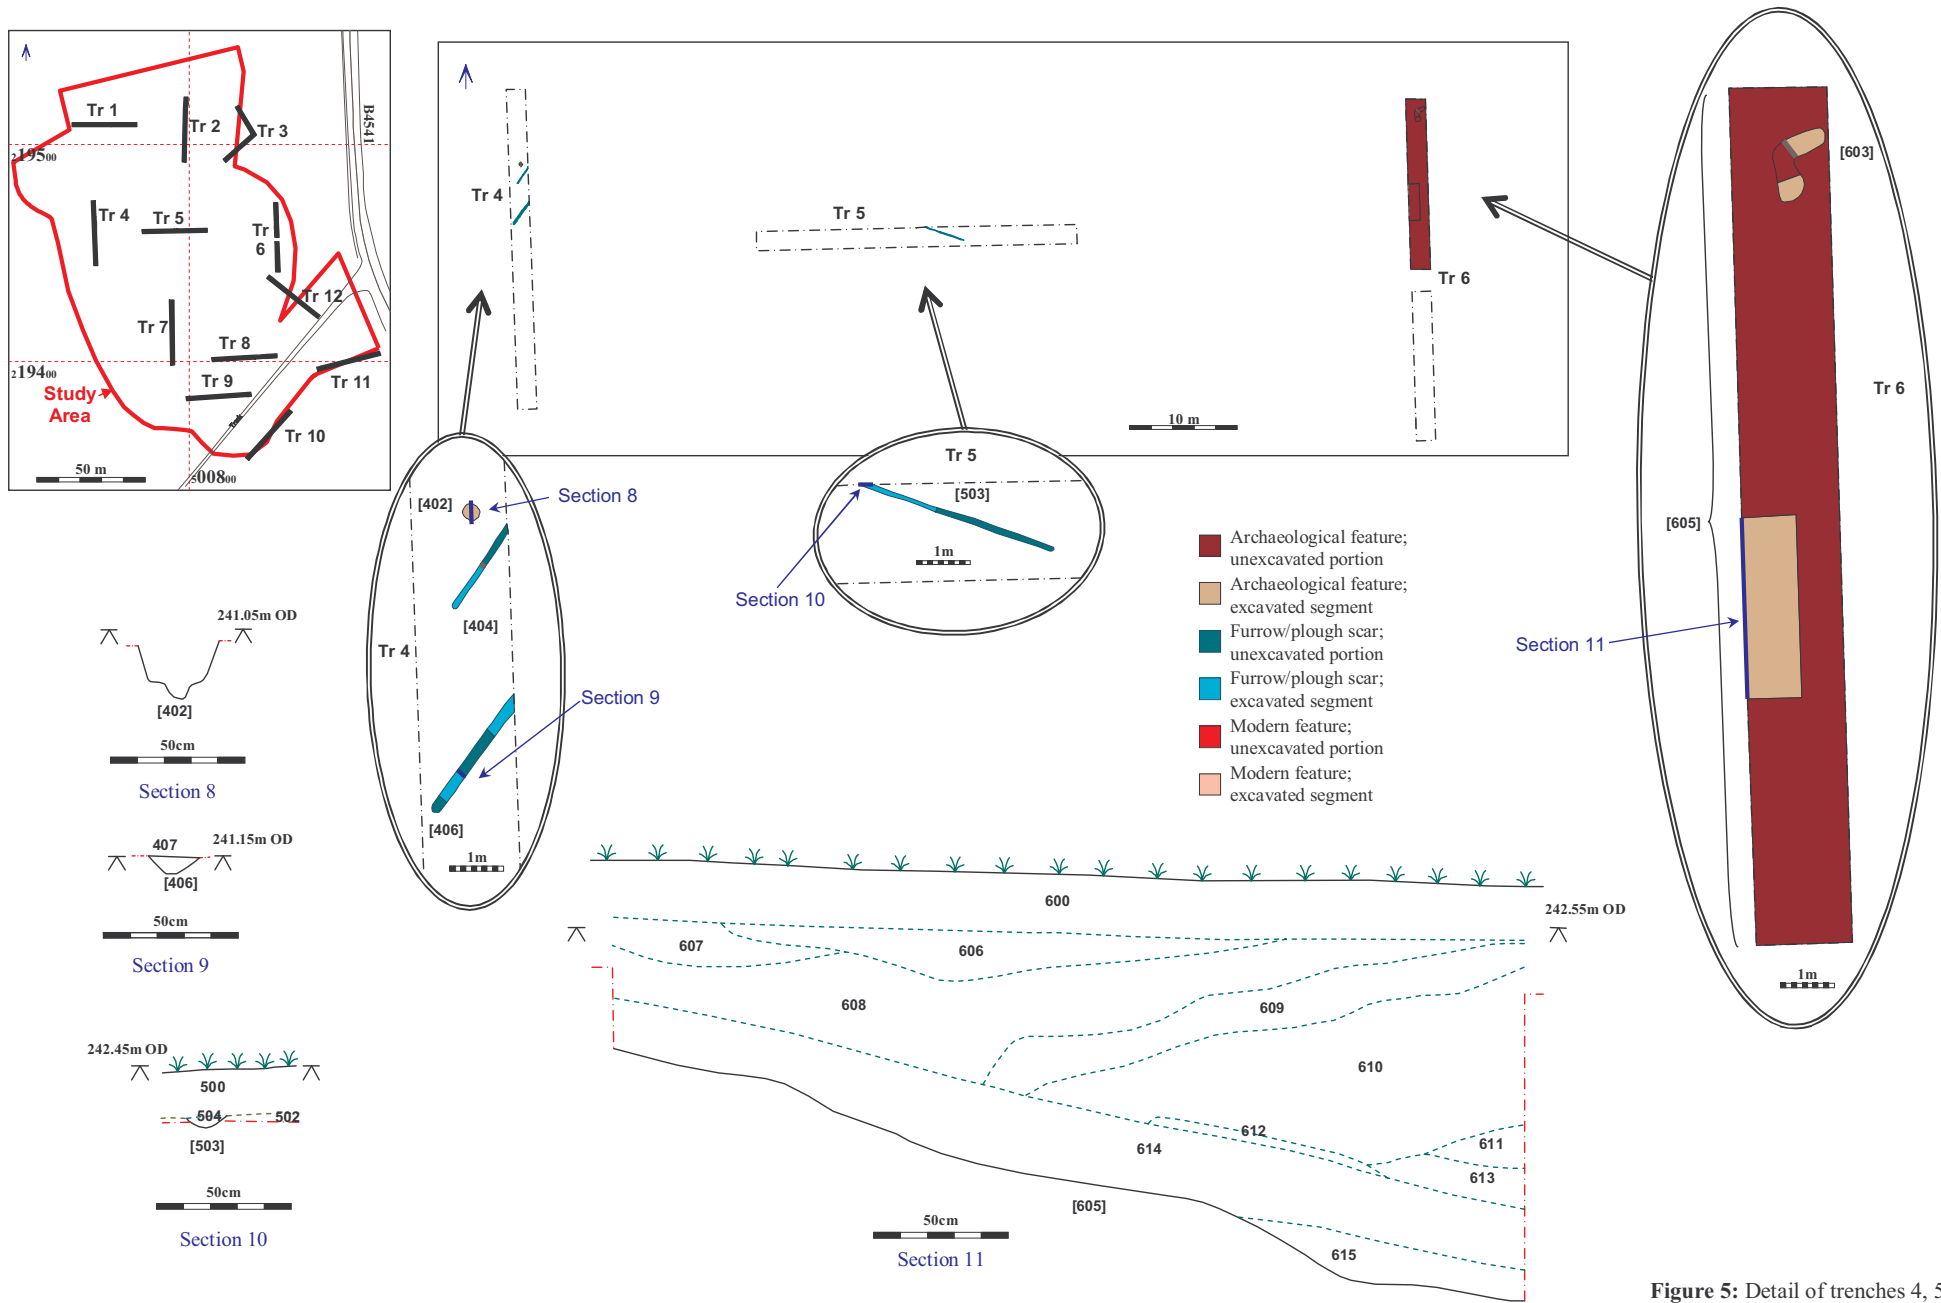 Tr 1
Tr 2
Tr 3
B4541
219500
Tr 4
Tr 5
Tr
6
Tr 12
Tr 7
Tr 8
219400
Tr 9
Tr 11
Study
Area
Track
Tr 10
50 m
500800
Tr 4
Tr 5
Tr 6
10 m
[402]
Section 8
[404]
Tr 4
Section 9
[406]
1m
Tr 5
[503]
1m
Section 10
Archaeological feature;
unexcavated portion
Archaeological feature;
excavated segment
Furrow/plough scar;
unexcavated portion
Furrow/plough scar;
excavated segment
Modern feature;
unexcavated portion
Modern feature;
excavated segment
[603]
Tr 6
[605]
Section 11
1m
241.05m OD
[402]
50cm
Section 8
407
241.15m OD
[406]
50cm
Section 9
242.45m OD
500
504
502
[503]
50cm
Section 10
600
242.55m OD
607
606
608
609
610
612
611
614
613
[605]
615
50cm
Section 11
Figure 5: Detail of trenches 4, 5